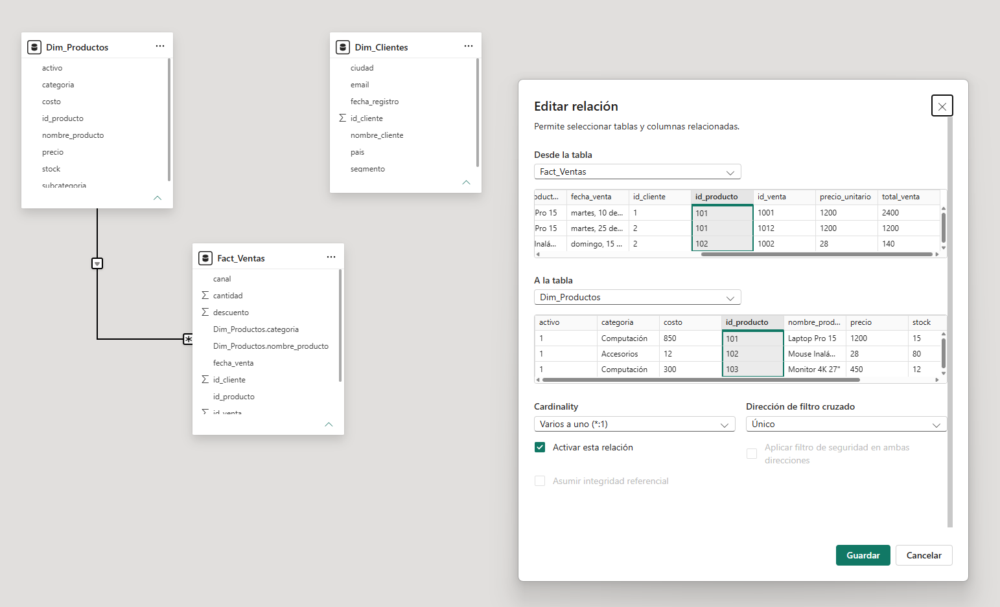 Dim_Productos
activo
categoria
costo
id_producto
nombre_producto
precio
stock
subcategoria
Dim_Clientes
ciudad
email
fecha_registro
id_cliente
nombre_cliente
pais
segmento
Fact_Ventas
canal
cantidad
descuento
Dim_Productos.categoria
Dim_Productos.nombre_producto
fecha_venta
id_cliente
id_producto
id_venta
Editar relación
Permite seleccionar tablas y columnas relacionadas.
Desde la tabla
Fact_Ventas
oduct... fecha_venta id_cliente id_producto id_venta precio_unitario total_venta
Pro 15 martes, 10 de... 1 101 1001 1200 2400
Pro 15 martes, 25 de... 2 101 1012 1200 1200
Inalá... domingo, 15 ... 2 102 1002 28 140
A la tabla
Dim_Productos
activo categoria costo id_producto nombre_prod... precio stock
1 Computación 850 101 Laptop Pro 15 1200 15
1 Accesorios 12 102 Mouse Inalá... 28 80
1 Computación 300 103 Monitor 4K 27" 450 12
Cardinality Dirección de filtro cruzado
Varios a uno (*:1) Único
Activar esta relación
Aplicar filtro de seguridad en ambas
direcciones
Asumir integridad referencial
Guardar Cancelar